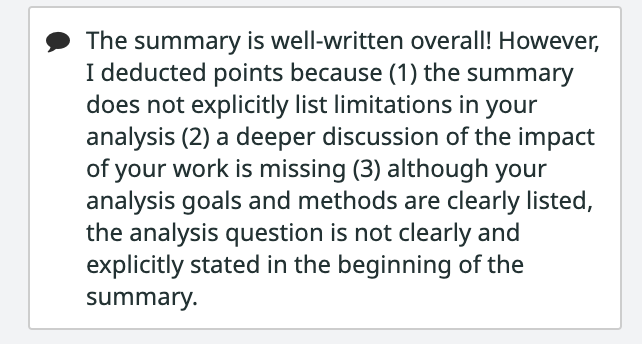 The summary is well-written overall! However,
I deducted points because (1) the summary
does not explicitly list limitations in your
analysis (2) a deeper discussion of the impact
of your work is missing (3) although your
analysis goals and methods are clearly listed,
the analysis question is not clearly and
explicitly stated in the beginning of the
summary.